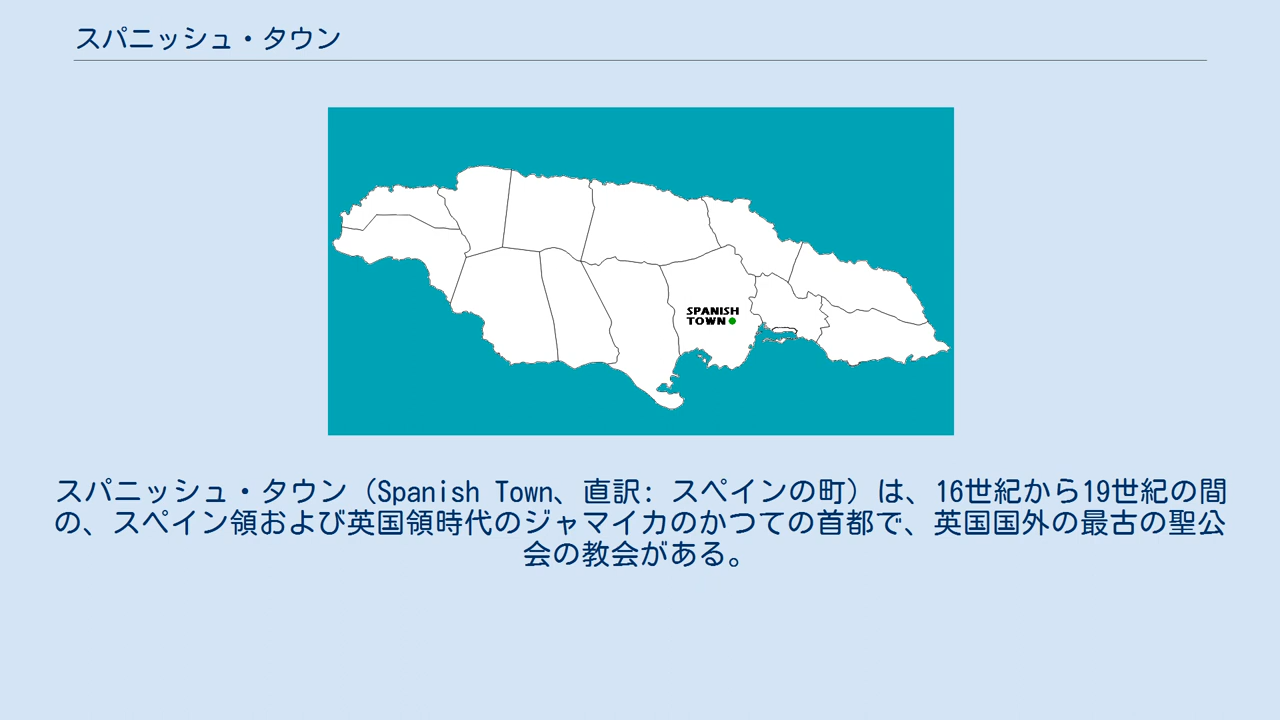 スパニッシュ・タウン
SPANISH
TOWN
スパニッシュ・タウン（Spanish Town、直訳: スペインの町）は、16世紀から19世紀の間
の、スペイン領および英国領時代のジャマイカのかつての首都で、英国国外の最古の聖公
会の教会がある。